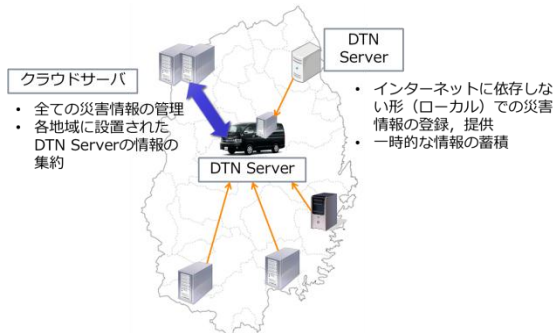 クラウドサーバ
• 全ての災害情報の管理
• 各地域に設置された
DTN Serverの情報の
集約
DTN
Server
• インターネットに依存しな
い形（ローカル）での災害
情報の登録，提供
• 一時的な情報の蓄積
DTN Server